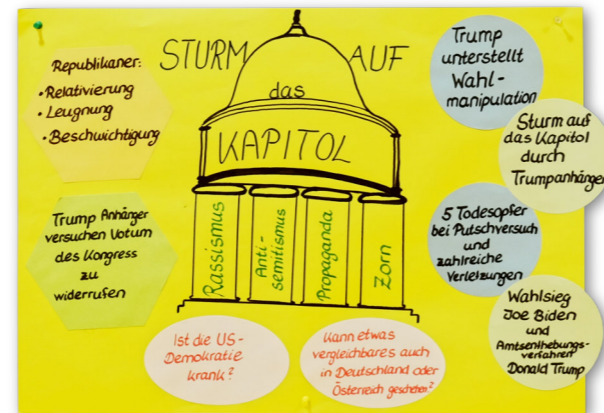 STURM AUF
das
KAPITOL
Rassismus
Anti-
semitismus
Propaganda
Zorn
Republikaner:
• Relativierung
• Leugnung
• Beschwichtigung
Trump Anhänger
versuchen Votum
des Kongress
zu
widerrufen
Trump
unterstellt
Wahl-
manipulation
Sturm auf
das Kapitol
durch
Trumpanhänger
5 Todesopfer
bei Putschversuch
und
zahlreiche
Verletzungen
Wahlsieg
Joe Biden
und
Amtsenthebungs-
verfahren
Donald Trump
Ist die US-
Demokratie
krank?
Kann etwas
vergleichbares auch
in Deutschland oder
Österreich geschehen?